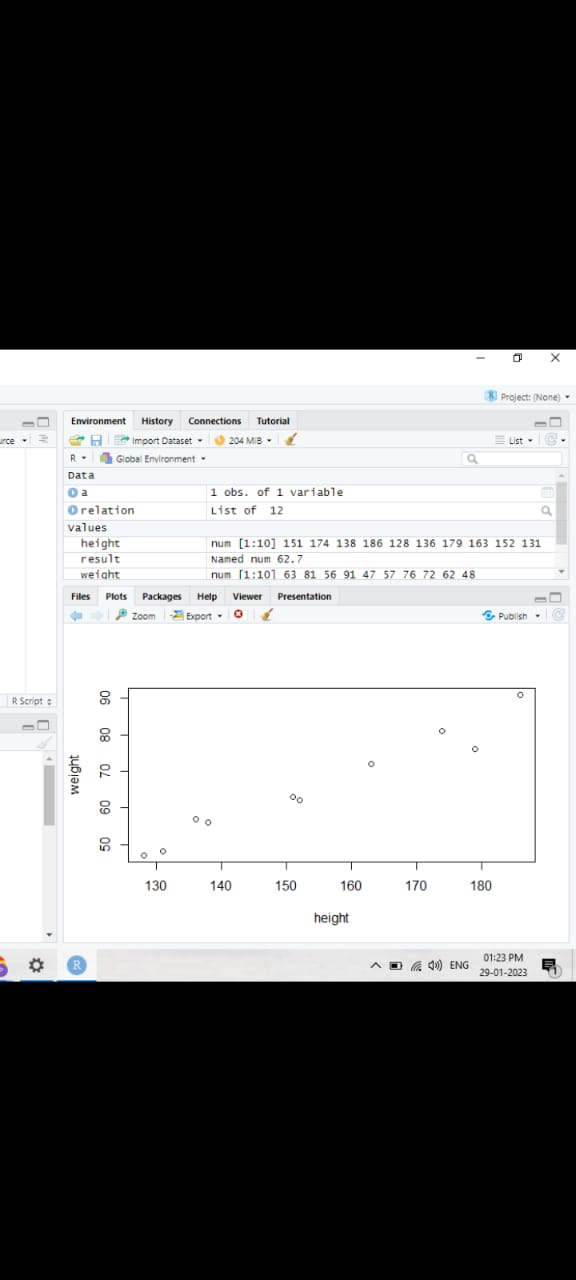 Project: (None)
Environment History Connections Tutorial
urce
Import Dataset 204 MiB List
R Global Environment
Data
a 1 obs. of 1 variable
relation List of 12
Values
height num [1:10] 151 174 138 186 128 136 179 163 152 131
result Named num 62.7
weight num [1:10] 63 81 56 91 47 57 76 72 62 48
Files Plots Packages Help Viewer Presentation
Zoom Export Publish
R Script
90
80
70
60
50
weight
130 140 150 160 170 180
height
R
ENG
01:23 PM
29-01-2023
1